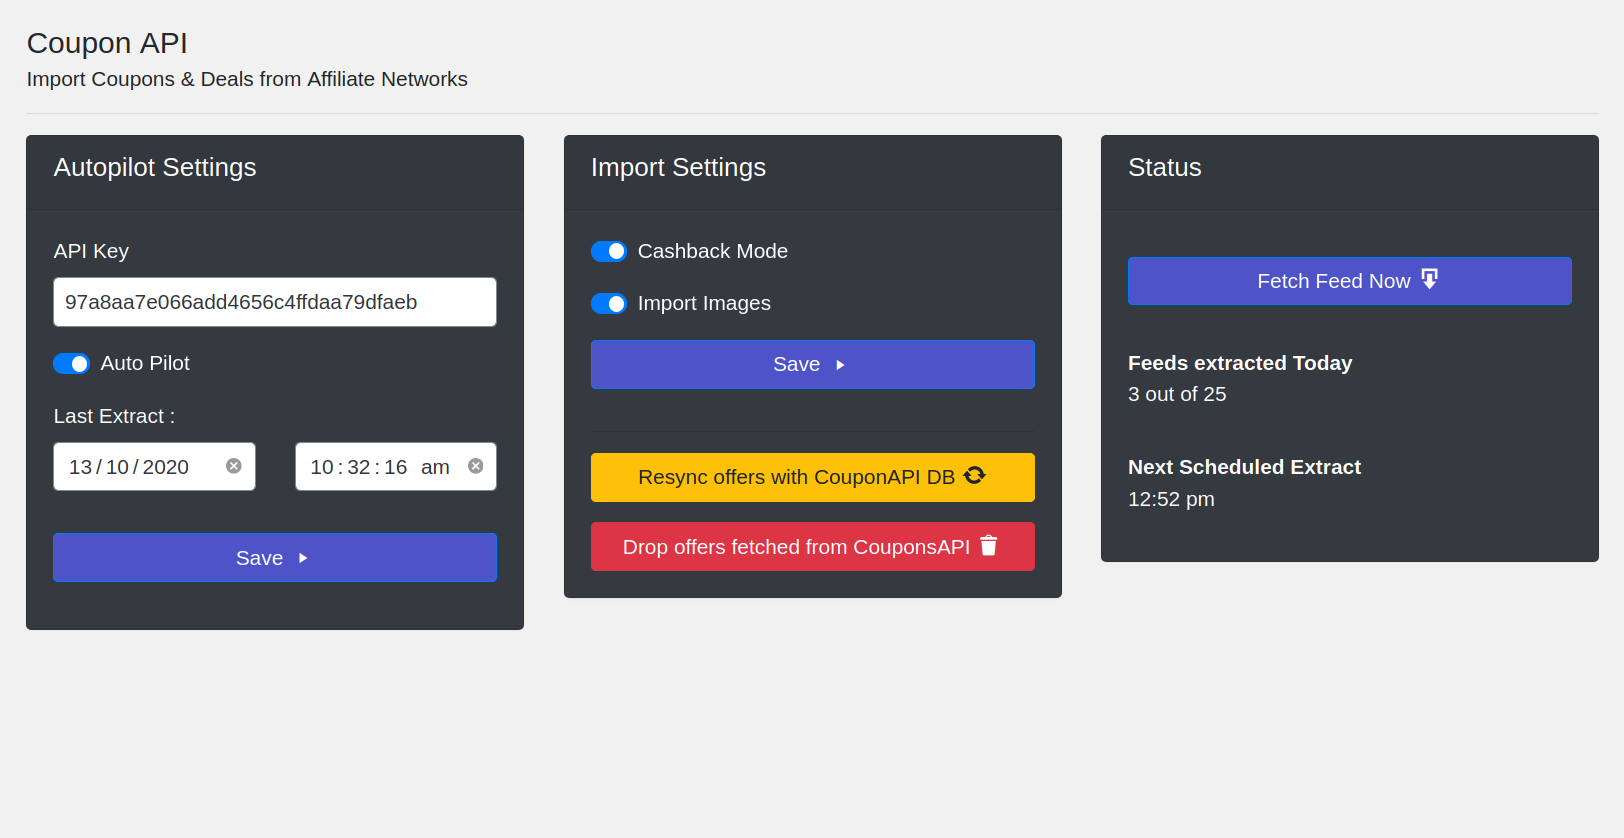 Coupon API
Import Coupons & Deals from Affiliate Networks
Autopilot Settings
API Key
97a8aa7e066add4656c4ffdaa79dfaeb
Auto Pilot
Last Extract :
13/10/2020
10:32:16 am
Save
Import Settings
Cashback Mode
Import Images
Save
Resync offers with CouponAPI DB
Drop offers fetched from CouponsAPI
Status
Fetch Feed Now
Feeds extracted Today
3 out of 25
Next Scheduled Extract
12:52 pm